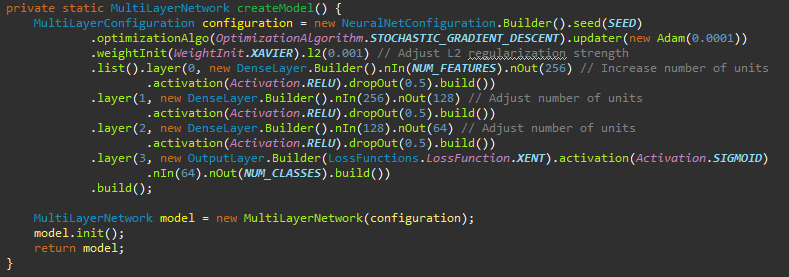 private static MultiLayerNetwork createModel() {
MultiLayerConfiguration configuration = new NeuralNetConfiguration.Builder().seed(SEED)
.optimizationAlgo(OptimizationAlgorithm.STOCHASTIC_GRADIENT_DESCENT).updater(new Adam(0.0001))
.weightInit(WeightInit.XAVIER).l2(0.001) // Adjust L2 regularization strength
.list().layer(0, new DenseLayer.Builder().nIn(NUM_FEATURES).nOut(256) // Increase number of units
.activation(Activation.RELU).dropOut(0.5).build())
.layer(1, new DenseLayer.Builder().nIn(256).nOut(128) // Adjust number of units
.activation(Activation.RELU).dropOut(0.5).build())
.layer(2, new DenseLayer.Builder().nIn(128).nOut(64) // Adjust number of units
.activation(Activation.RELU).dropOut(0.5).build())
.layer(3, new OutputLayer.Builder(LossFunctions.LossFunction.XENT).activation(Activation.SIGMOID)
.nIn(64).nOut(NUM_CLASSES).build())
.build();
MultiLayerNetwork model = new MultiLayerNetwork(configuration);
model.init();
return model;
}